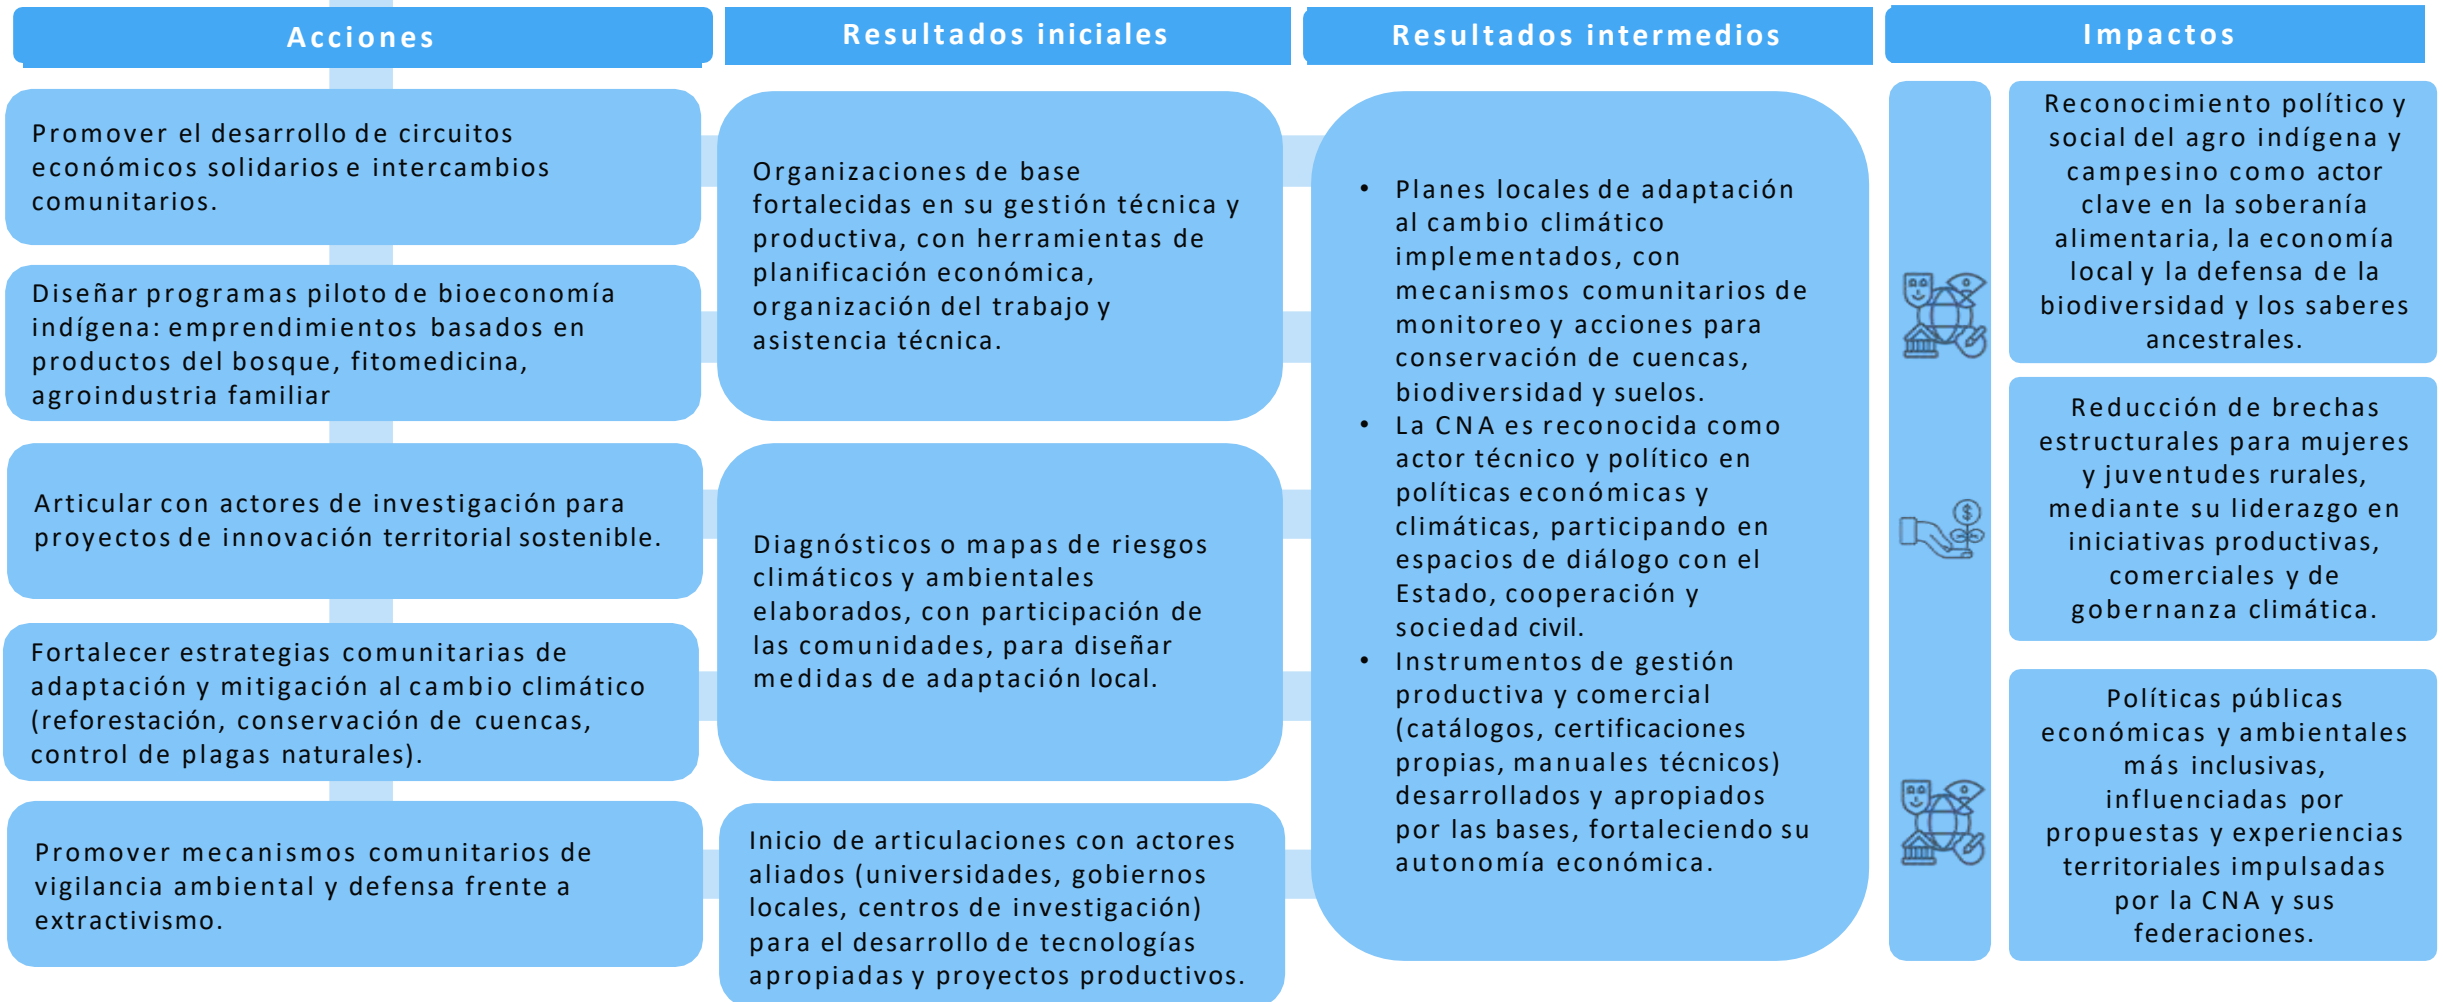 Acciones
Promover el desarrollo de circuitos
económicos solidarios e intercambios
comunitarios.
Diseñar programas piloto de bioeconomía
indígena: emprendimientos basados en
productos del bosque, fitomedicina,
agroindustria familiar
Articular con actores de investigación para
proyectos de innovación territorial sostenible.
Fortalecer estrategias comunitarias de
adaptación y mitigación al cambio climático
(reforestación, conservación de cuencas,
control de plagas naturales).
Promover mecanismos comunitarios de
vigilancia ambiental y defensa frente a
extractivismo.
Resultados iniciales
Organizaciones de base
fortalecidas en su gestión técnica y
productiva, con herramientas de
planificación económica,
organización del trabajo y
asistencia técnica.
Diagnósticos o mapas de riesgos
climáticos y ambientales
elaborados, con participación de
las comunidades, para diseñar
medidas de adaptación local.
Inicio de articulaciones con actores
aliados (universidades, gobiernos
locales, centros de investigación)
para el desarrollo de tecnologías
apropiadas y proyectos productivos.
Resultados intermedios
• Planes locales de adaptación
al cambio climático
implementados, con
mecanismos comunitarios de
monitoreo y acciones para
conservación de cuencas,
biodiversidad y suelos.
• La CNA es reconocida como
actor técnico y político en
políticas económicas y
climáticas, participando en
espacios de diálogo con el
Estado, cooperación y
sociedad civil.
• Instrumentos de gestión
productiva y comercial
(catálogos, certificaciones
propias, manuales técnicos)
desarrollados y apropiados
por las bases, fortaleciendo su
autonomía económica.
Impactos
Reconocimiento político y
social del agro indígena y
campesino como actor
clave en la soberanía
alimentaria, la economía
local y la defensa de la
biodiversidad y los saberes
ancestrales.
Reducción de brechas
estructurales para mujeres
y juventudes rurales,
mediante su liderazgo en
iniciativas productivas,
comerciales y de
gobernanza climática.
Políticas públicas
económicas y ambientales
más inclusivas,
influenciadas por
propuestas y experiencias
territoriales impulsadas
por la CNA y sus
federaciones.